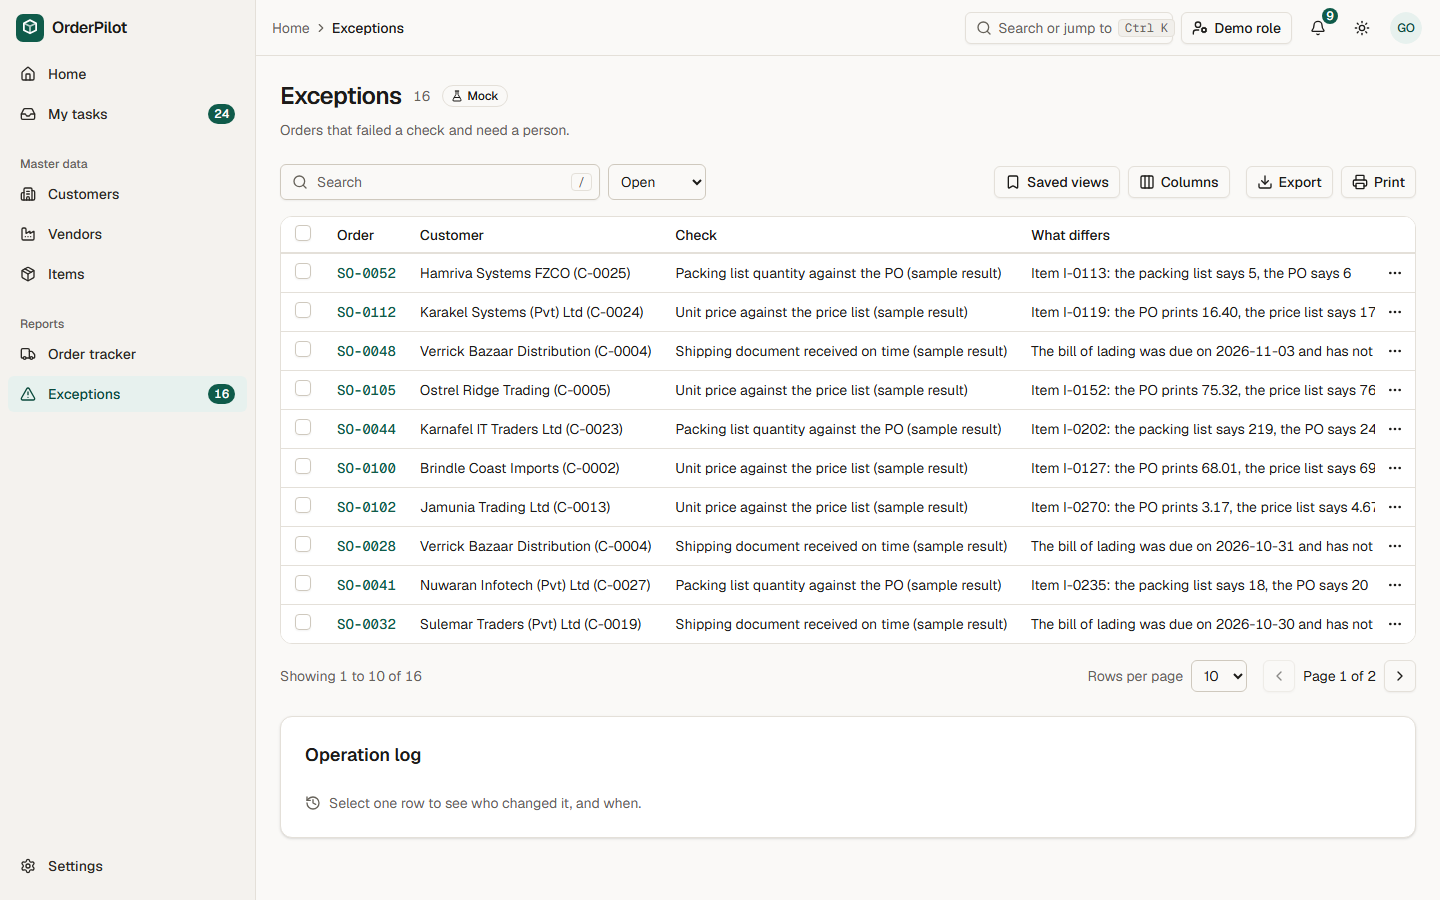 OrderPilot
Home
My tasks 24
Master data
Customers
Vendors
Items
Reports
Order tracker
Exceptions 16
Settings
Home > Exceptions
Search or jump to Ctrl K
Demo role
9
GO
Exceptions 16 Mock
Orders that failed a check and need a person.
Search /
Open
Saved views
Columns
Export
Print
Order Customer Check What differs
SO-0052 Hamriva Systems FZCO (C-0025) Packing list quantity against the PO (sample result) Item I-0113: the packing list says 5, the PO says 6 ...
SO-0112 Karakel Systems (Pvt) Ltd (C-0024) Unit price against the price list (sample result) Item I-0119: the PO prints 16.40, the price list says 17 ...
SO-0048 Verrick Bazaar Distribution (C-0004) Shipping document received on time (sample result) The bill of lading was due on 2026-11-03 and has not ...
SO-0105 Ostrel Ridge Trading (C-0005) Unit price against the price list (sample result) Item I-0152: the PO prints 75.32, the price list says 76 ...
SO-0044 Karnafel IT Traders Ltd (C-0023) Packing list quantity against the PO (sample result) Item I-0202: the packing list says 219, the PO says 24 ...
SO-0100 Brindle Coast Imports (C-0002) Unit price against the price list (sample result) Item I-0127: the PO prints 68.01, the price list says 69 ...
SO-0102 Jamunia Trading Ltd (C-0013) Unit price against the price list (sample result) Item I-0270: the PO prints 3.17, the price list says 4.67 ...
SO-0028 Verrick Bazaar Distribution (C-0004) Shipping document received on time (sample result) The bill of lading was due on 2026-10-31 and has not ...
SO-0041 Nuwaran Infotech (Pvt) Ltd (C-0027) Packing list quantity against the PO (sample result) Item I-0235: the packing list says 18, the PO says 20 ...
SO-0032 Sulemar Traders (Pvt) Ltd (C-0019) Shipping document received on time (sample result) The bill of lading was due on 2026-10-30 and has not ...
Showing 1 to 10 of 16
Rows per page 10
Page 1 of 2
Operation log
Select one row to see who changed it, and when.